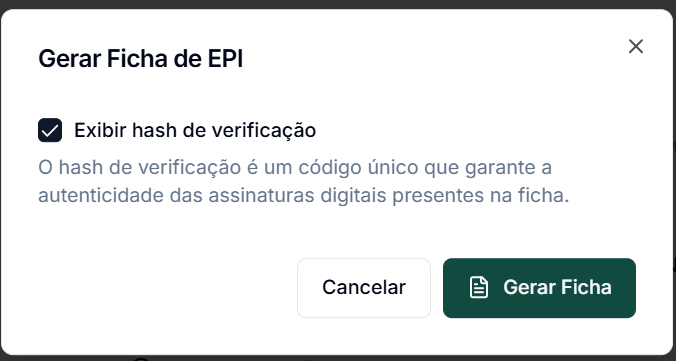 Gerar Ficha de EPI
Exibir hash de verificação
O hash de verificação é um código único que garante a
autenticidade das assinaturas digitais presentes na ficha.
Cancelar
Gerar Ficha